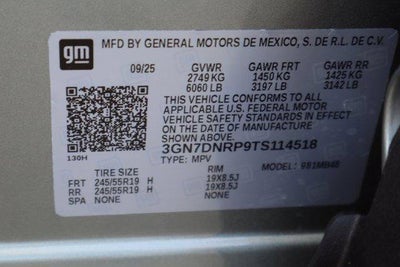 gm MFD BY GENERAL MOTORS DE MEXICO, S. DE R.L. DE C.V.
09/25 GVWR GAWR FRT GAWR RR
2749 KG 1450 KG 1425 KG
6060 LB 3197 LB 3142 LB
THIS VEHICLE CONFORMS TO ALL
APPLICABLE U.S. FEDERAL MOTOR
VEHICLE SAFETY STANDARDS IN
EFFECT ON THE DATE OF MANUFACTURE
SHOWN ABOVE.
3GN7DNRP9TS114518
130H TYPE: MPV MODEL:
TIRE SIZE RIM
FRT 245/55R19 H 19X8.5J
RR 245/55R19 H 19X8.5J
SPA NONE NONE